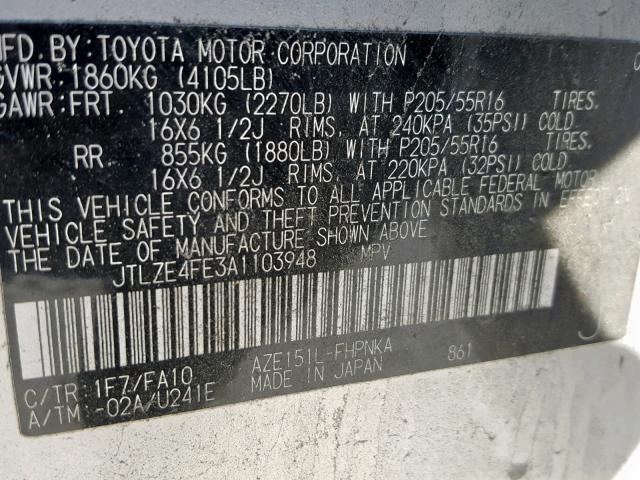 MFD. BY: TOYOTA MOTOR CORPORATION
GVWR: 1860KG (4105LB)
GAWR: FRT. 1030KG (2270LB) WITH P205/55R16 TIRES.
16X6 1/2J RIMS, AT 240KPA (35PSI) COLD.
RR 855KG (1880LB) WITH P205/55R16 TIRES.
16X6 1/2J RIMS, AT 220KPA (32PSI) COLD.
THIS VEHICLE CONFORMS TO ALL APPLICABLE FEDERAL MOTOR
VEHICLE SAFETY AND THEFT PREVENTION STANDARDS IN EFFECT
THE DATE OF MANUFACTURE SHOWN ABOVE.
JTLZE4FE3A1103948 MPV
AZE151L-FHPNKA 861
C/TR: 1F7/FA10 MADE IN JAPAN
A/TM: -02A/U241E